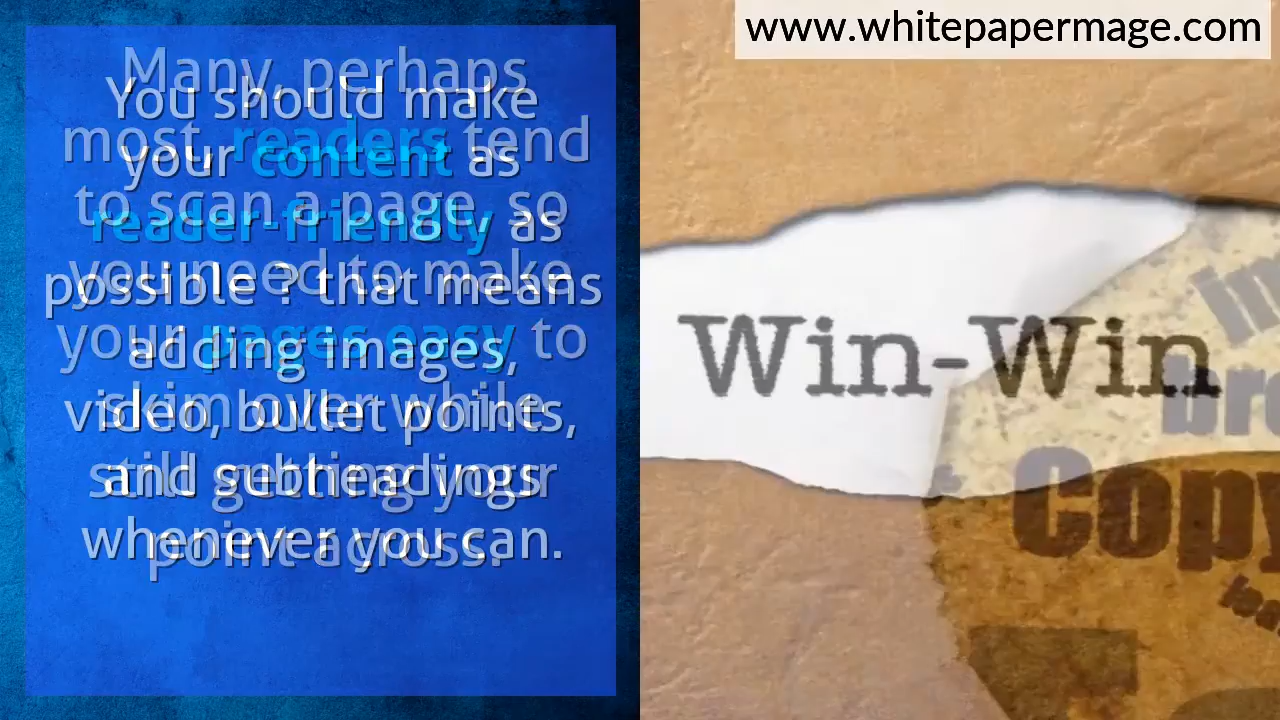 www.whitepapermage.com
Many, perhaps
most, readers tend
to scan a page, so
you need to make
your pages easy to
skim over while
still getting your
point across.
You should make
your content as
reader-friendly as
possible ? that means
adding images,
video, bullet points,
and subheadings
whenever you can.
Win-Win
Copy